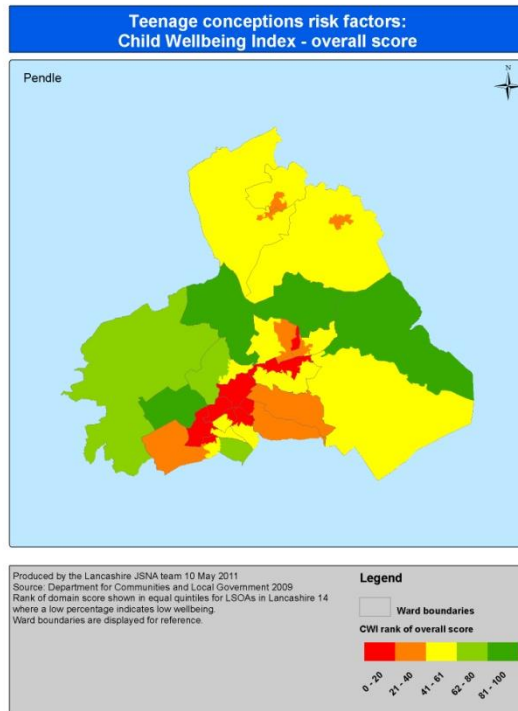 Teenage conceptions risk factors:
Child Wellbeing Index - overall score
Pendle
N
Produced by the Lancashire JSNA team 10 May 2011
Source: Department for Communities and Local Government 2009
Rank of domain score shown in equal quintiles for LSOAs in Lancashire 14
where a low percentage indicates low wellbeing.
Ward boundaries are displayed for reference.
Legend
Ward boundaries
CWI rank of overall score
0 - 20
21 - 40
41 - 61
62 - 80
81 - 100